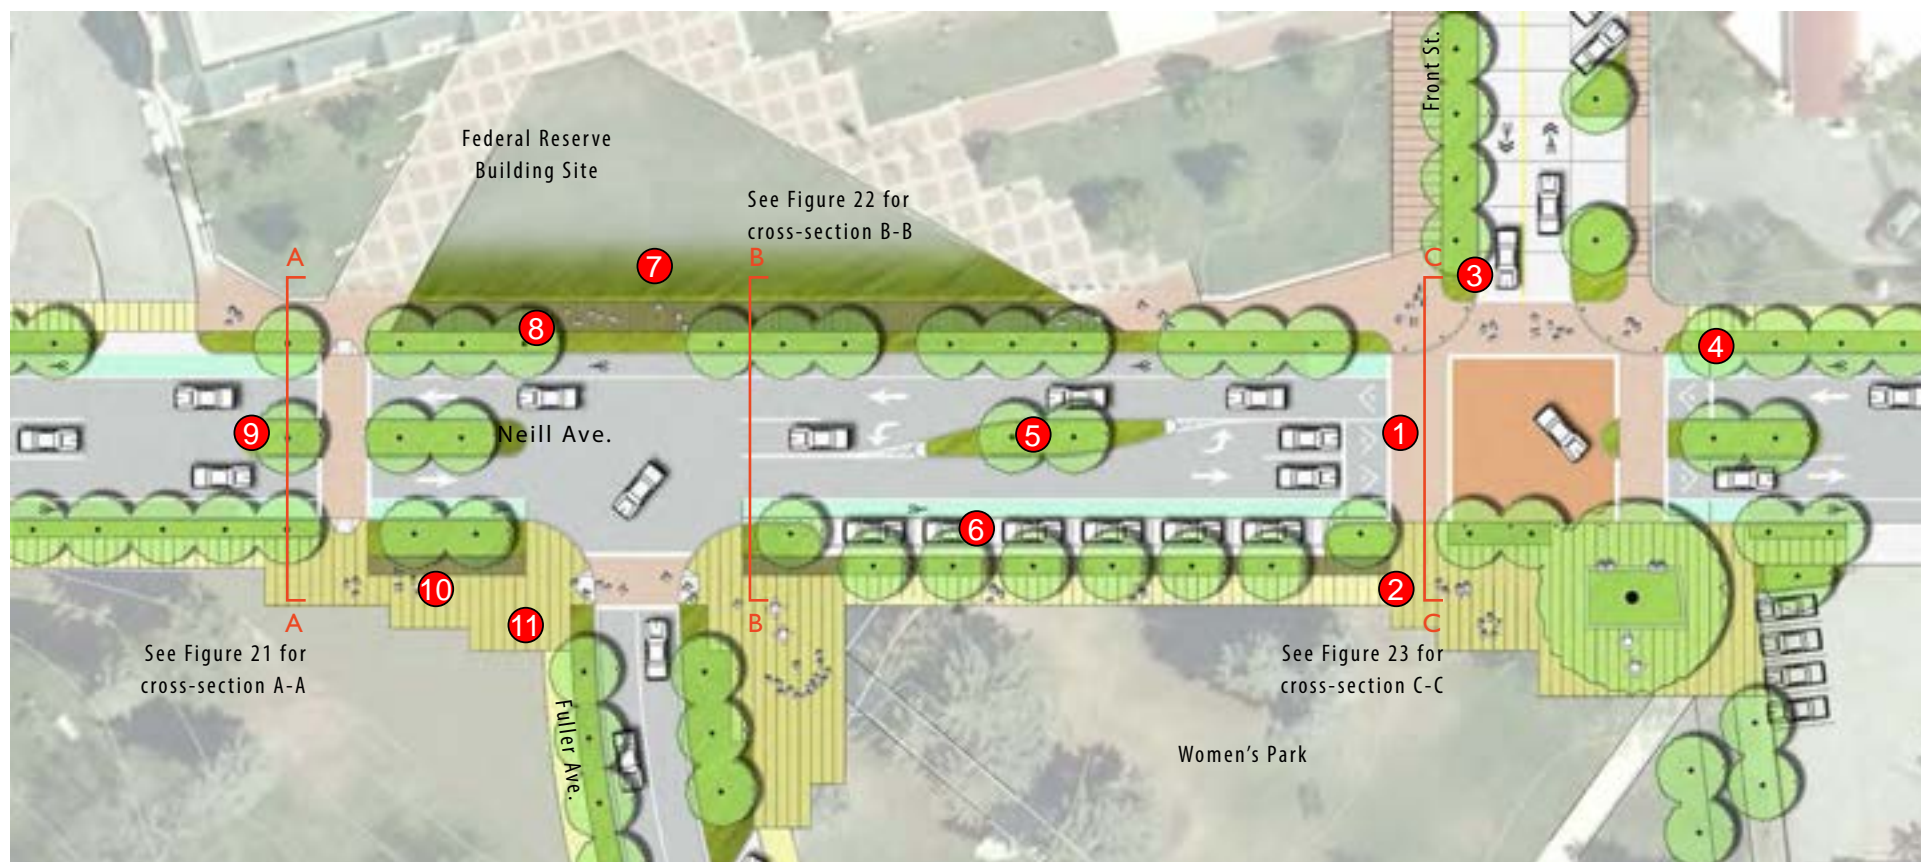 Front St.
Federal Reserve
Building Site
See Figure 22 for
cross-section B-B
A
B
C
7
3
8
4
9
Neill Ave.
5
1
6
10
2
11
A
B
C
See Figure 21 for
cross-section A-A
See Figure 23 for
cross-section C-C
Fuller Ave.
Women's Park